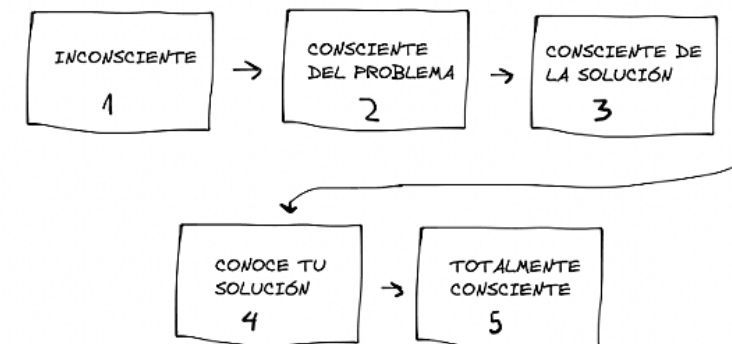 INCONSCIENTE
1
CONSCIENTE
DEL PROBLEMA
2
CONSCIENTE DE
LA SOLUCIÓN
3
CONOCE TU
SOLUCIÓN
4
TOTALMENTE
CONSCIENTE
5